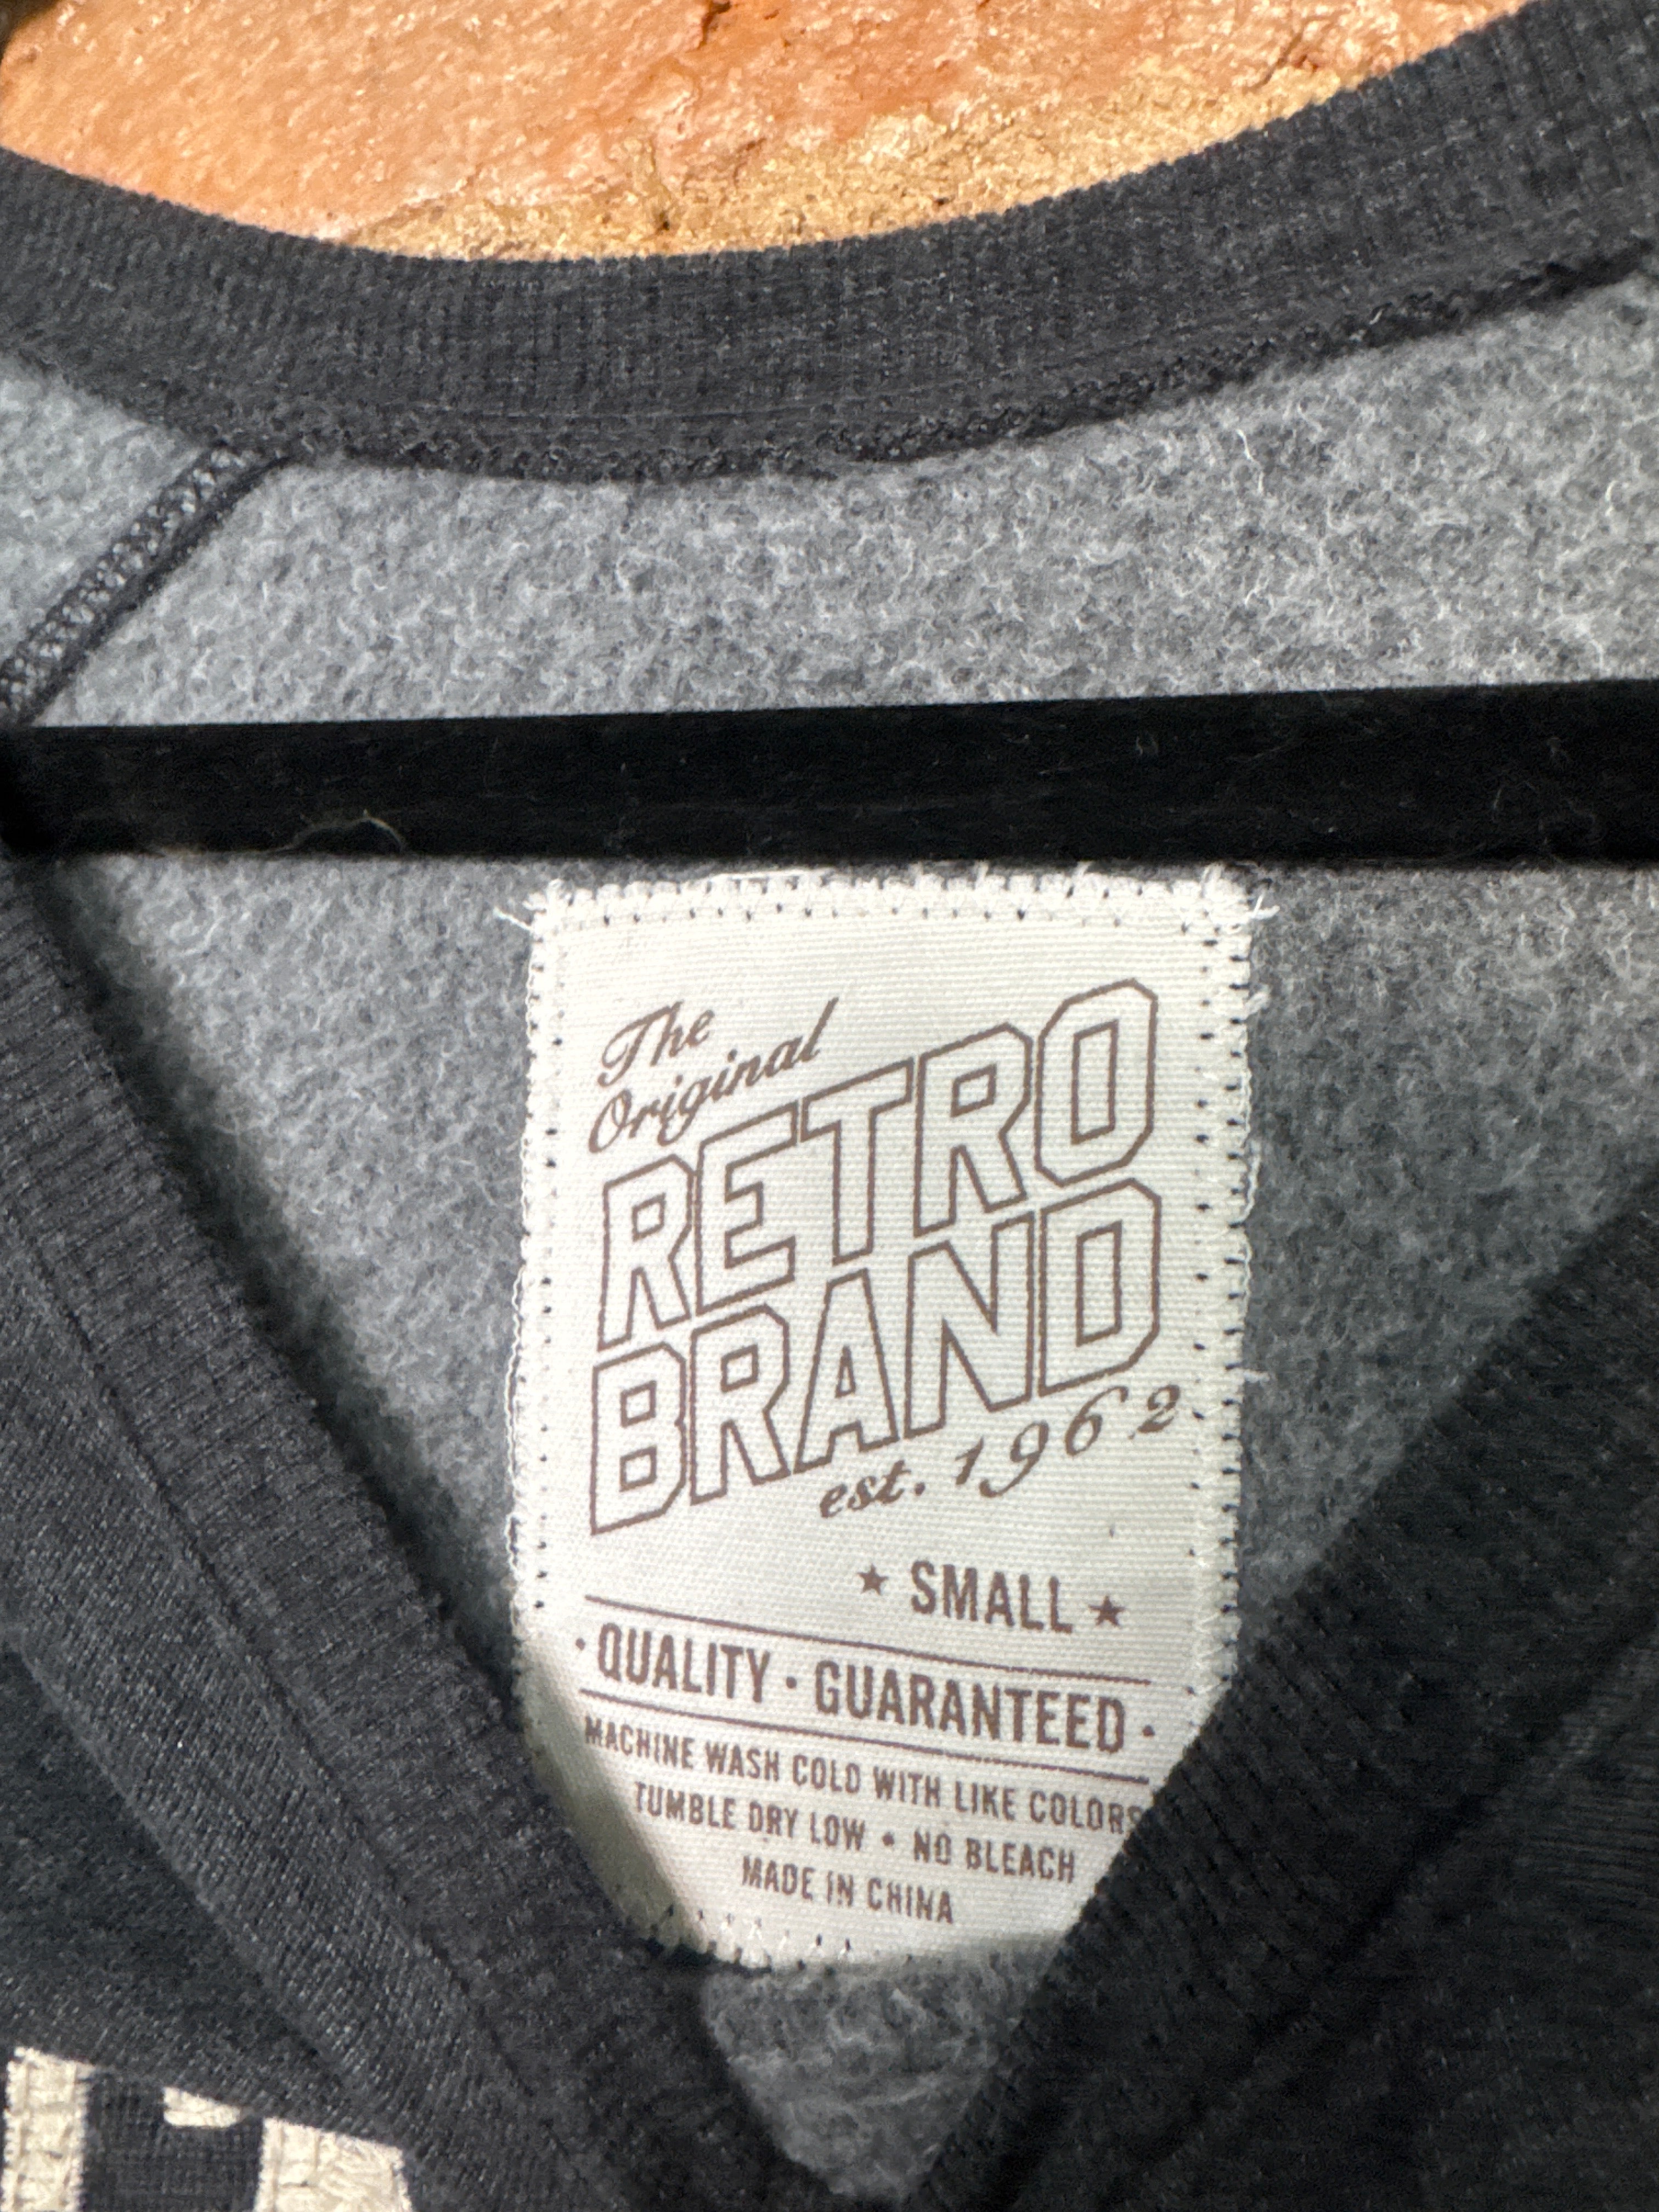 The
Original
RETRO
BRAND
est. 1962
★ SMALL ★
· QUALITY · GUARANTEED ·
MACHINE WASH COLD WITH LIKE COLORS
TUMBLE DRY LOW • NO BLEACH
MADE IN CHINA